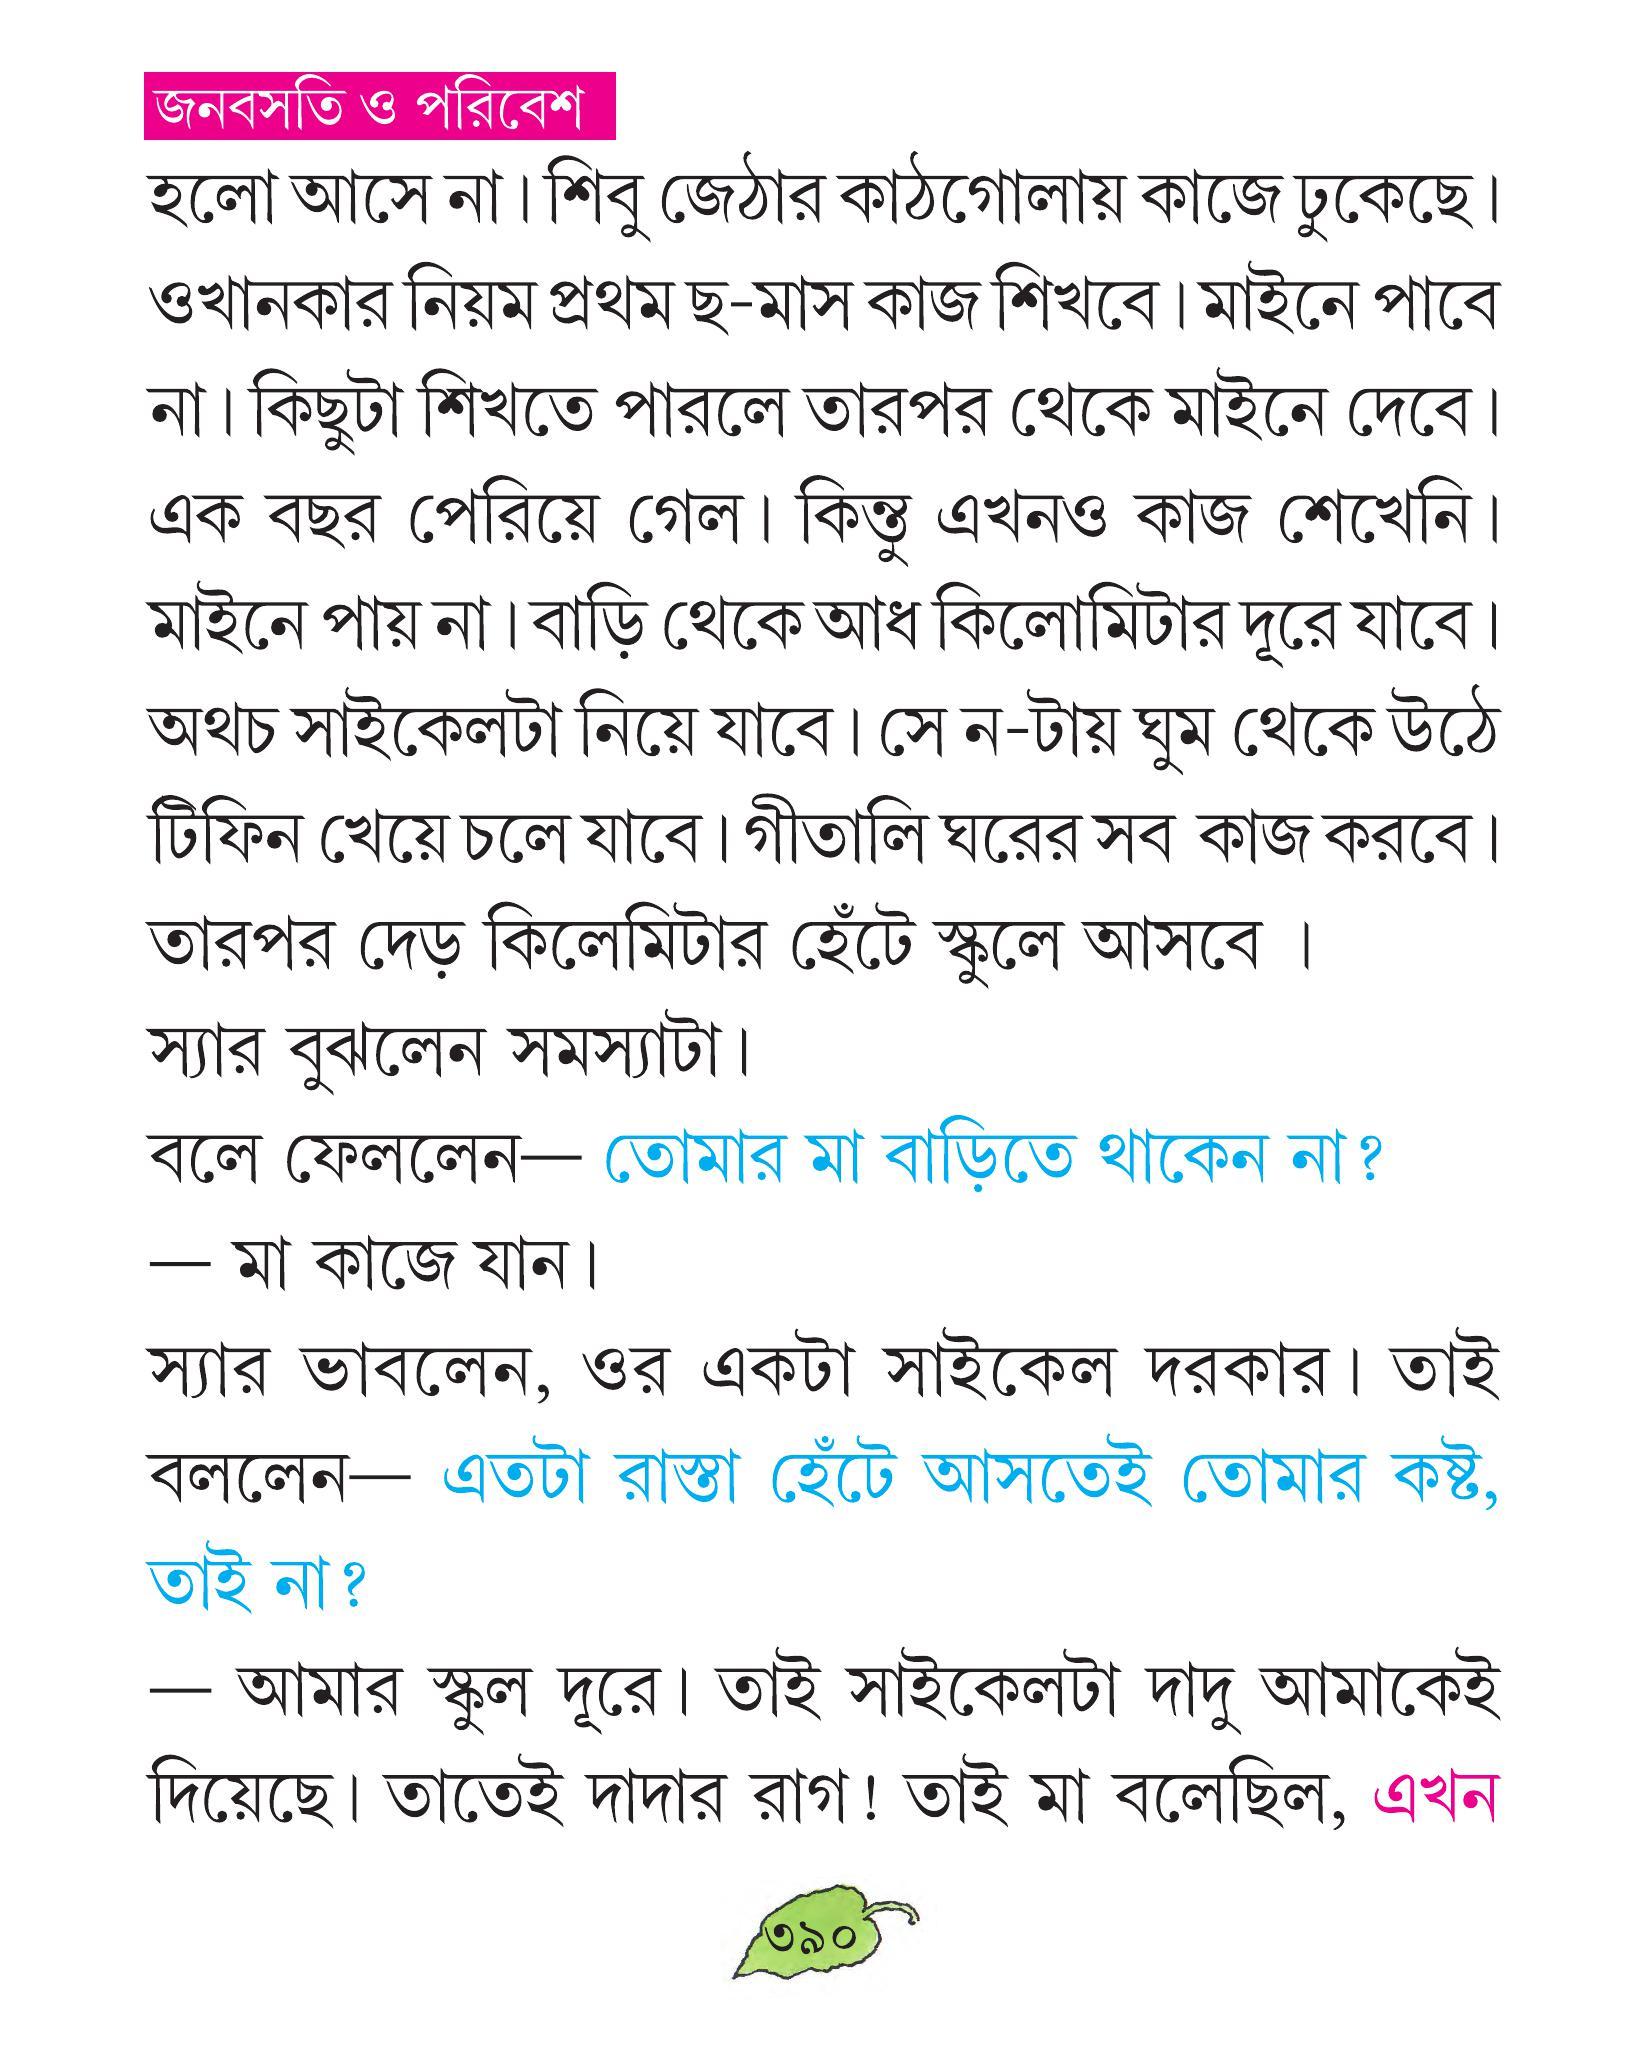 জনবসতি ও পরিবেশ
হলো আসে না। শিবু জেঠার কাঠগোলায় কাজে ঢুকেছে।
ওখানকার নিয়ম প্রথম ছ-মাস কাজ শিখবে। মাইনে পাবে
না। কিছুটা শিখতে পারলে তারপর থেকে মাইনে দেবে।
এক বছর পেরিয়ে গেল। কিন্তু এখনও কাজ শেখেনি।
মাইনে পায় না। বাড়ি থেকে আধ কিলোমিটার দূরে যাবে।
অথচ সাইকেলটা নিয়ে যাবে। সে ন-টায় ঘুম থেকে উঠে
টিফিন খেয়ে চলে যাবে। গীতালি ঘরের সব কাজ করবে।
তারপর দেড় কিলেমিটার হেঁটে স্কুলে আসবে ।
স্যার বুঝলেন সমস্যাটা।
বলে ফেললেন— তোমার মা বাড়িতে থাকেন না?
— মা কাজে যান।
স্যার ভাবলেন, ওর একটা সাইকেল দরকার। তাই
বললেন— এতটা রাস্তা হেঁটে আসতেই তোমার কষ্ট,
তাই না?
— আমার স্কুল দূরে। তাই সাইকেলটা দাদু আমাকেই
দিয়েছে। তাতেই দাদার রাগ! তাই মা বলেছিল, এখন
৩৯০